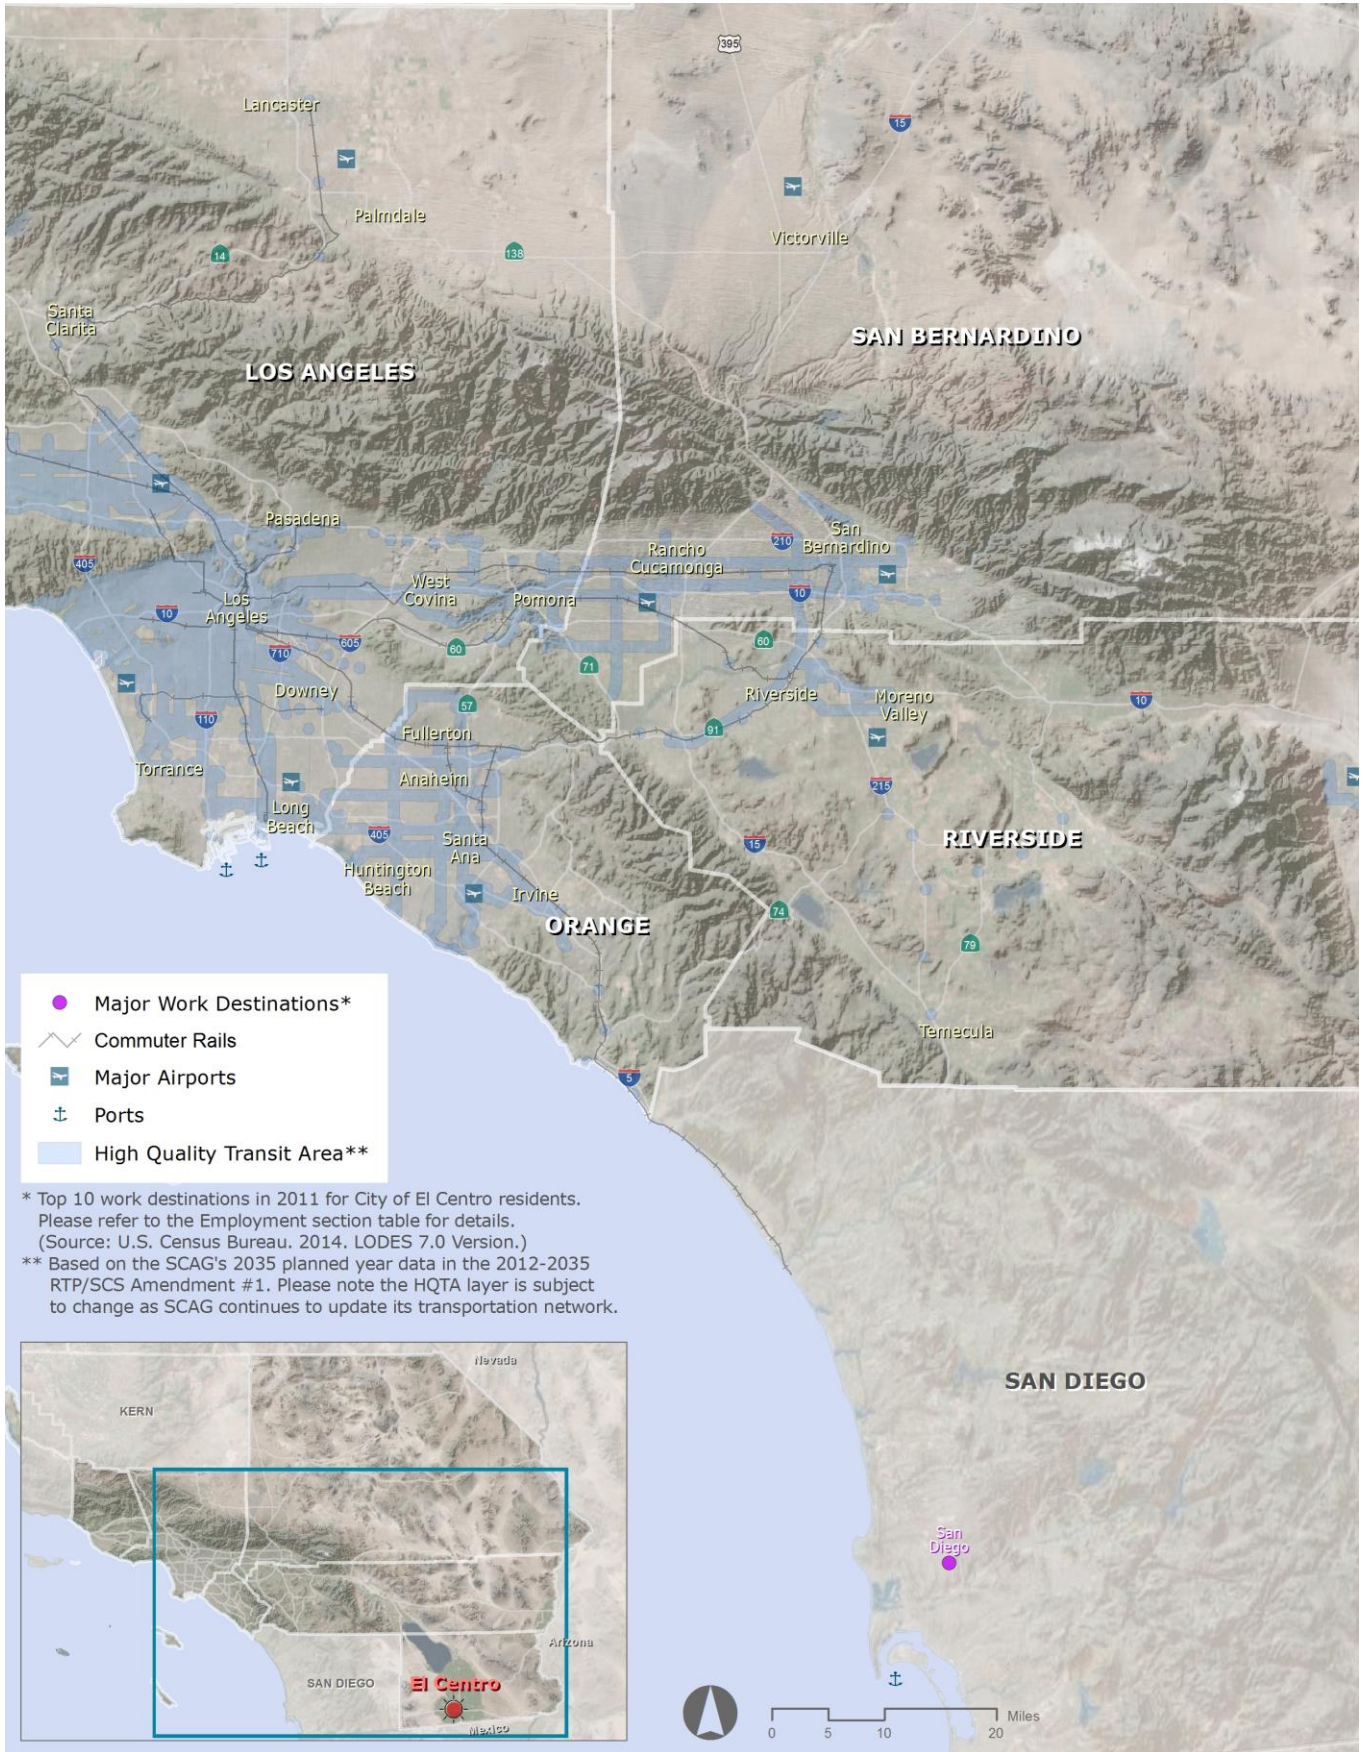 395
Lancaster
15
Palmdale
Victorville
14
138
Santa
Clarita
SAN BERNARDINO
LOS ANGELES
Pasadena
San
Bernardino
210
Rancho
Cucamonga
405
West
Covina
Pomona
10
Los
Angeles
10
605
60
60
710
71
Downey
Riverside
Moreno
Valley
10
57
110
Fullerton
91
Torrance
Anaheim
215
Long
Beach
405
Santa
Ana
15
RIVERSIDE
Huntington
Beach
Irvine
ORANGE
74
79
Temecula
5
Major Work Destinations*
Commuter Rails
Major Airports
Ports
High Quality Transit Area**
* Top 10 work destinations in 2011 for City of El Centro residents.
Please refer to the Employment section table for details.
(Source: U.S. Census Bureau. 2014. LODES 7.0 Version.)
** Based on the SCAG's 2035 planned year data in the 2012-2035
RTP/SCS Amendment #1. Please note the HQTA layer is subject
to change as SCAG continues to update its transportation network.
Nevada
KERN
Arizona
SAN DIEGO
El Centro
Mexico
SAN DIEGO
San
Diego
Miles
0 5 10 20